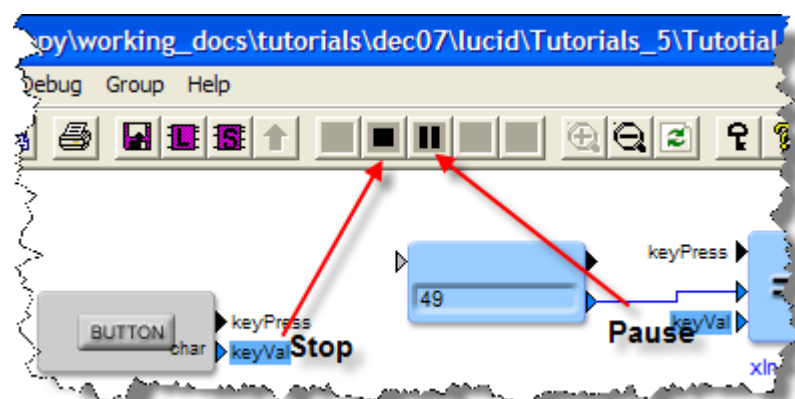 py\working_docs\tutorials\dec07\lucid\Tutorials_5\Tutotial
Debug Group Help
L S
keyPress
49
BUTTON
keyPress
char
keyVal
Stop
Pause
keyVal